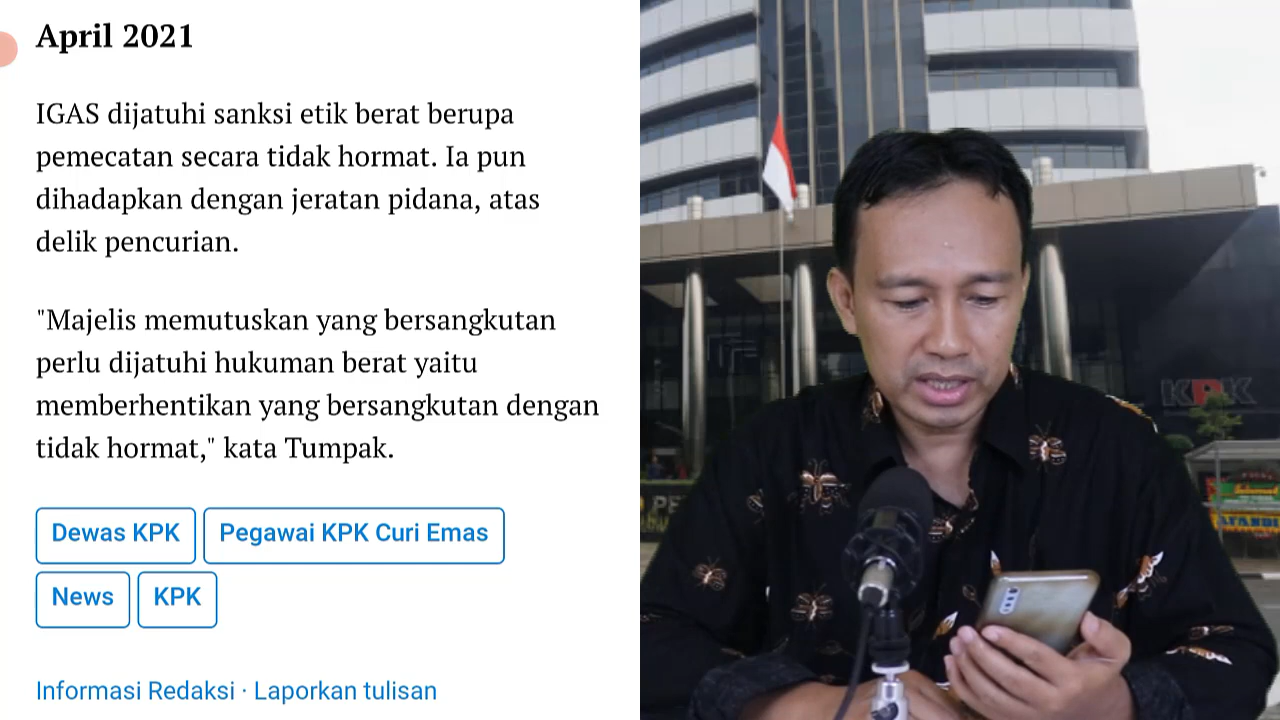 April 2021
IGAS dijatuhi sanksi etik berat berupa
pemecatan secara tidak hormat. Ia pun
dihadapkan dengan jeratan pidana, atas
delik pencurian.
"Majelis memutuskan yang bersangkutan
perlu dijatuhi hukuman berat yaitu
memberhentikan yang bersangkutan dengan
tidak hormat," kata Tumpak.
Dewas KPK
Pegawai KPK Curi Emas
News
KPK
Informasi Redaksi · Laporkan tulisan
KPK